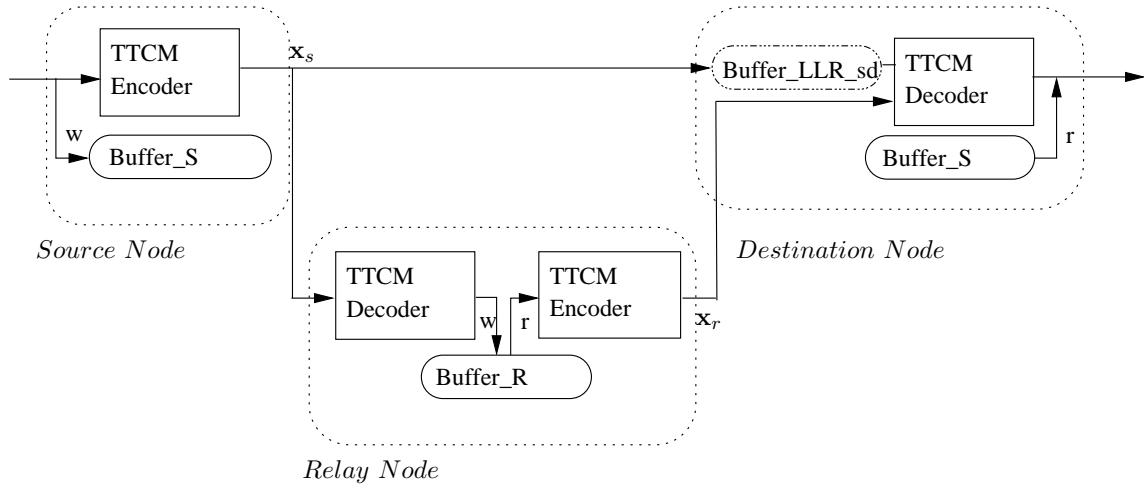 TTCM
Encoder
x_s
w
Buffer_S
Source Node
Buffer_LLR_sd
TTCM
Decoder
Buffer_S
r
Destination Node
TTCM
Decoder
w
r
TTCM
Encoder
x_r
Buffer_R
Relay Node